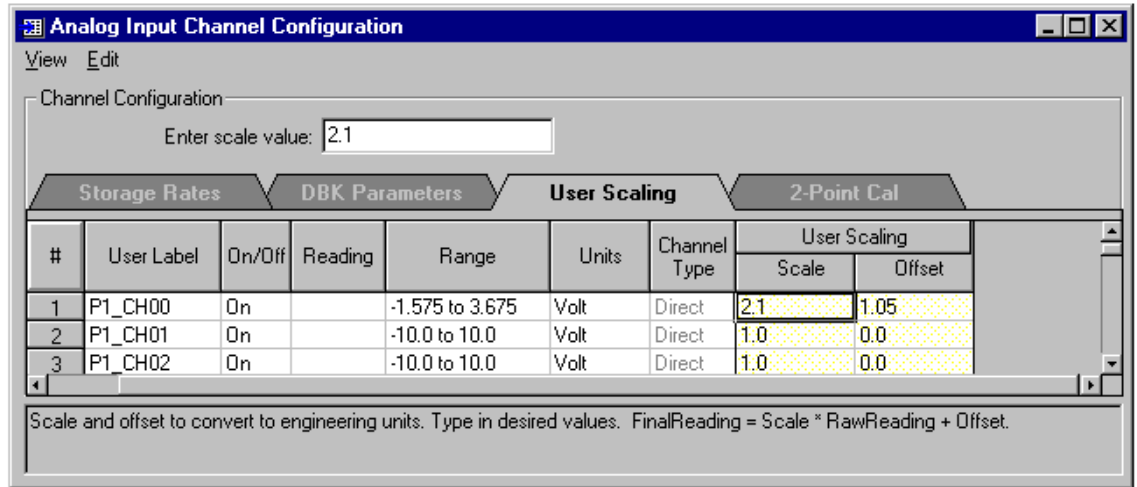 Analog Input Channel Configuration
View Edit
Channel Configuration
Enter scale value: 2.1
Storage Rates DBK Parameters User Scaling 2-Point Cal
# User Label On/Off Reading Range Units Channel Type User Scaling
Scale Offset
1 P1_CH00 On -1.575 to 3.675 Volt Direct 2.1 1.05
2 P1_CH01 On -10.0 to 10.0 Volt Direct 1.0 0.0
3 P1_CH02 On -10.0 to 10.0 Volt Direct 1.0 0.0
Scale and offset to convert to engineering units. Type in desired values. FinalReading = Scale * RawReading + Offset.